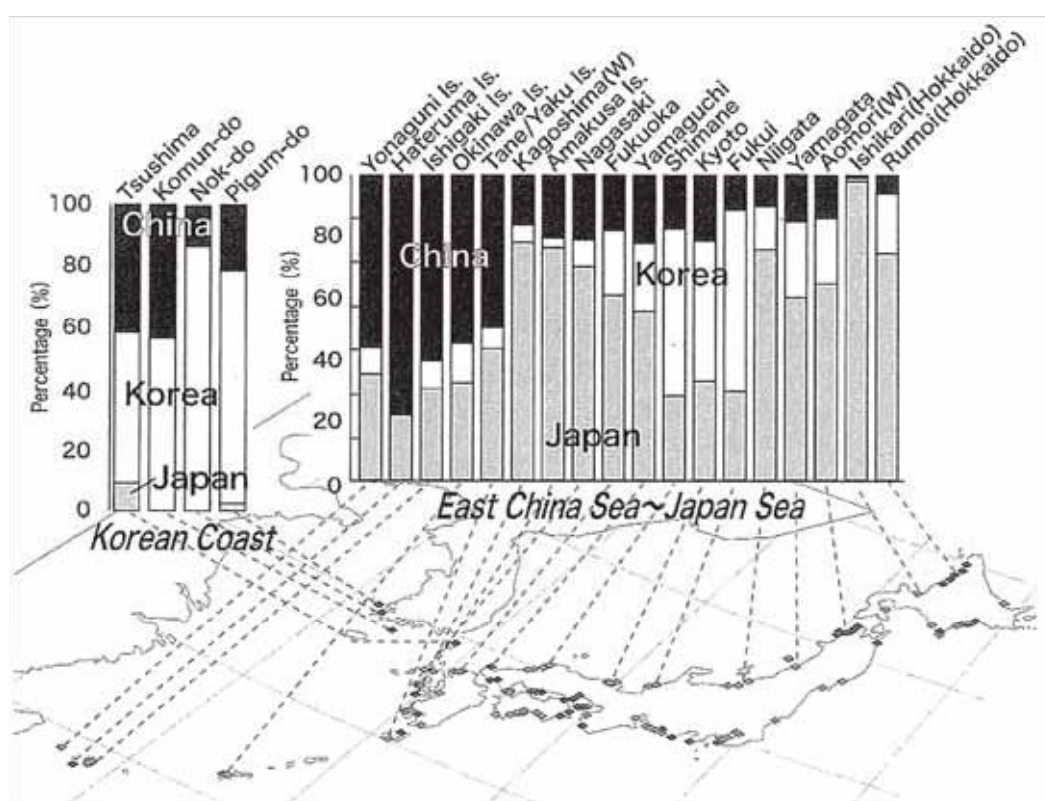 Tsushima
Komun-do
Nok-do
Pigum-do
Percentage (%)
100
80
60
40
20
0
China
Korea
Japan
Korean Coast
Yonaguni Is.
Hateruma Is.
Ishigaki Is.
Okinawa Is.
Tane/Yaku Is.
Kagoshima(W)
Amakusa Is.
Nagasaki
Fukuoka
Yamaguchi
Shimane
Kyoto
Fukui
Niigata
Yamagata
Aomori(W)
Ishikari(Hokkaido)
Rumoi(Hokkaido)
Percentage (%)
100
80
60
40
20
0
China
Korea
Japan
East China Sea~Japan Sea